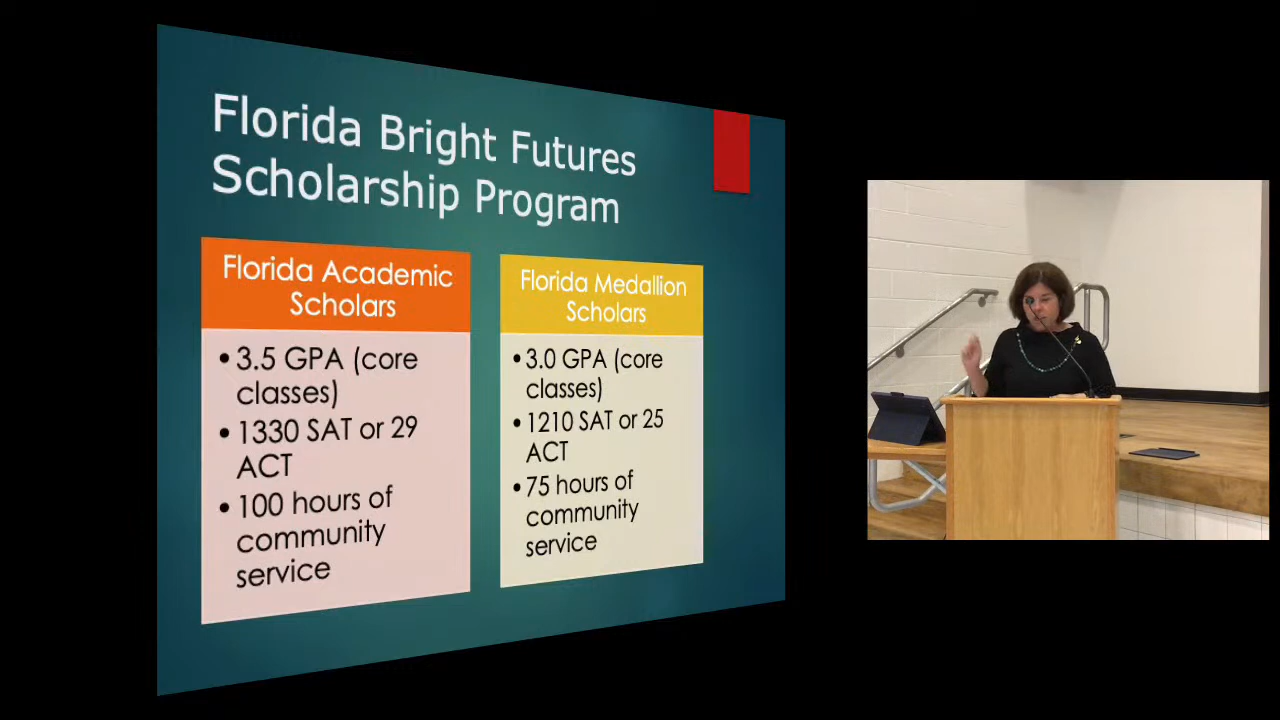 Florida Bright Futures
Scholarship Program
Florida Academic
Scholars
•3.5 GPA (core
classes)
•1330 SAT or 29
ACT
•100 hours of
community
service
Florida Medallion
Scholars
•3.0 GPA (core
classes)
•1210 SAT or 25
ACT
•75 hours of
community
service